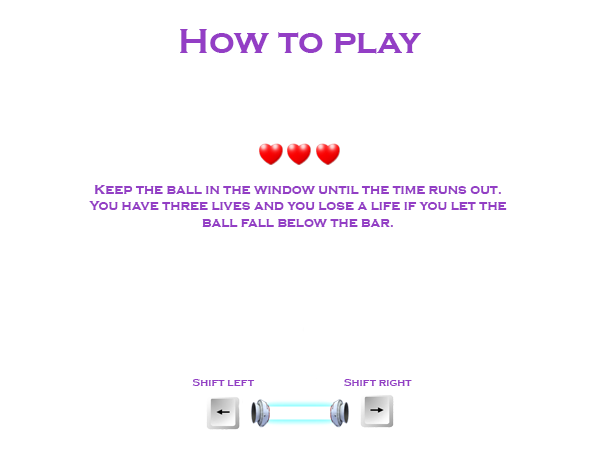 How to play
Keep the ball in the window until the time runs out.
You have three lives and you lose a life if you let the
ball fall below the bar.
Shift left Shift right
← →